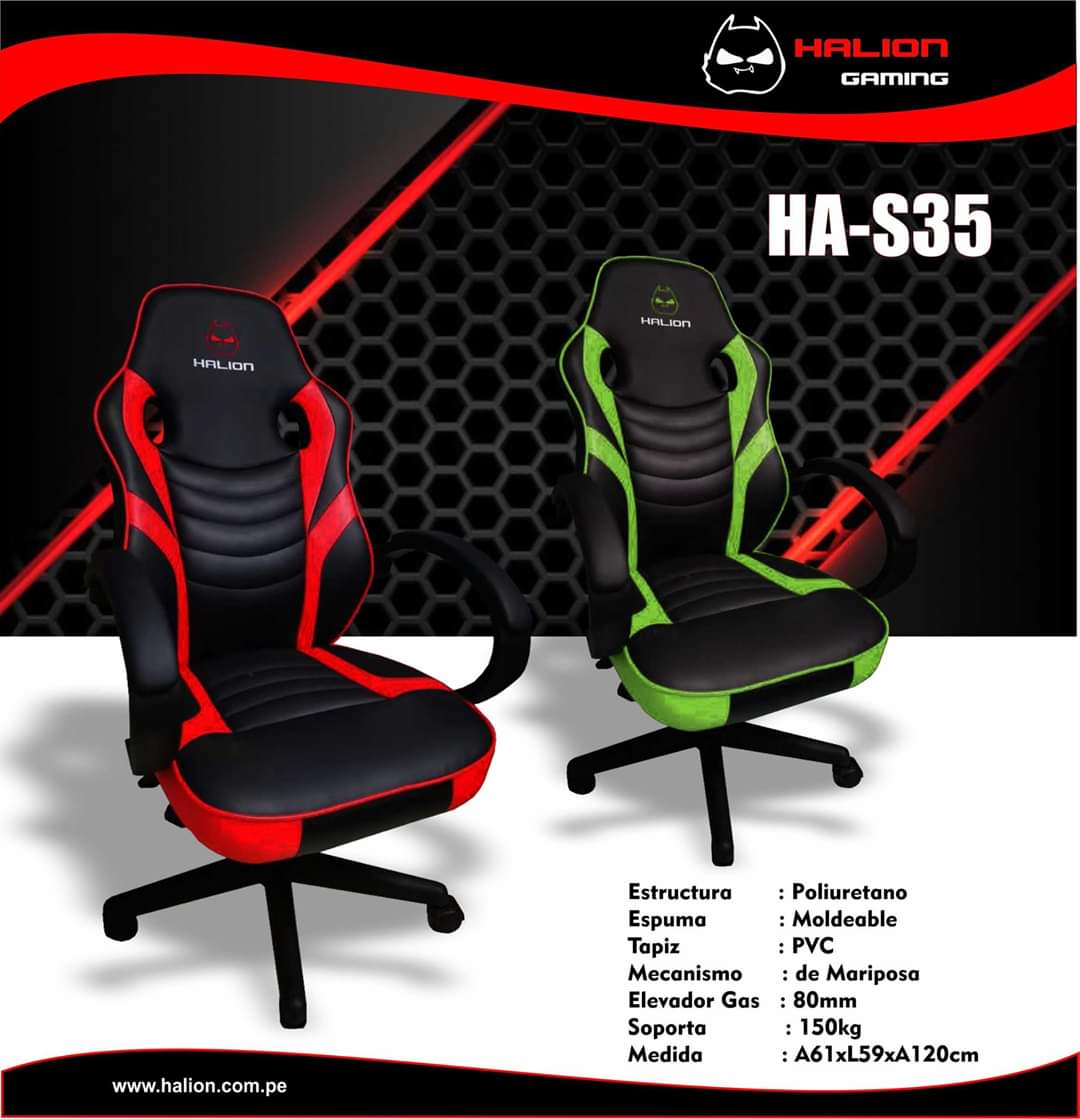 HALION
GAMING
HA-S35
HALION
HALION
Estructura : Poliuretano
Espuma : Moldeable
Tapiz : PVC
Mecanismo : de Mariposa
Elevador Gas : 80mm
Soporta : 150kg
Medida : A61xL59xA120cm
www.halion.com.pe